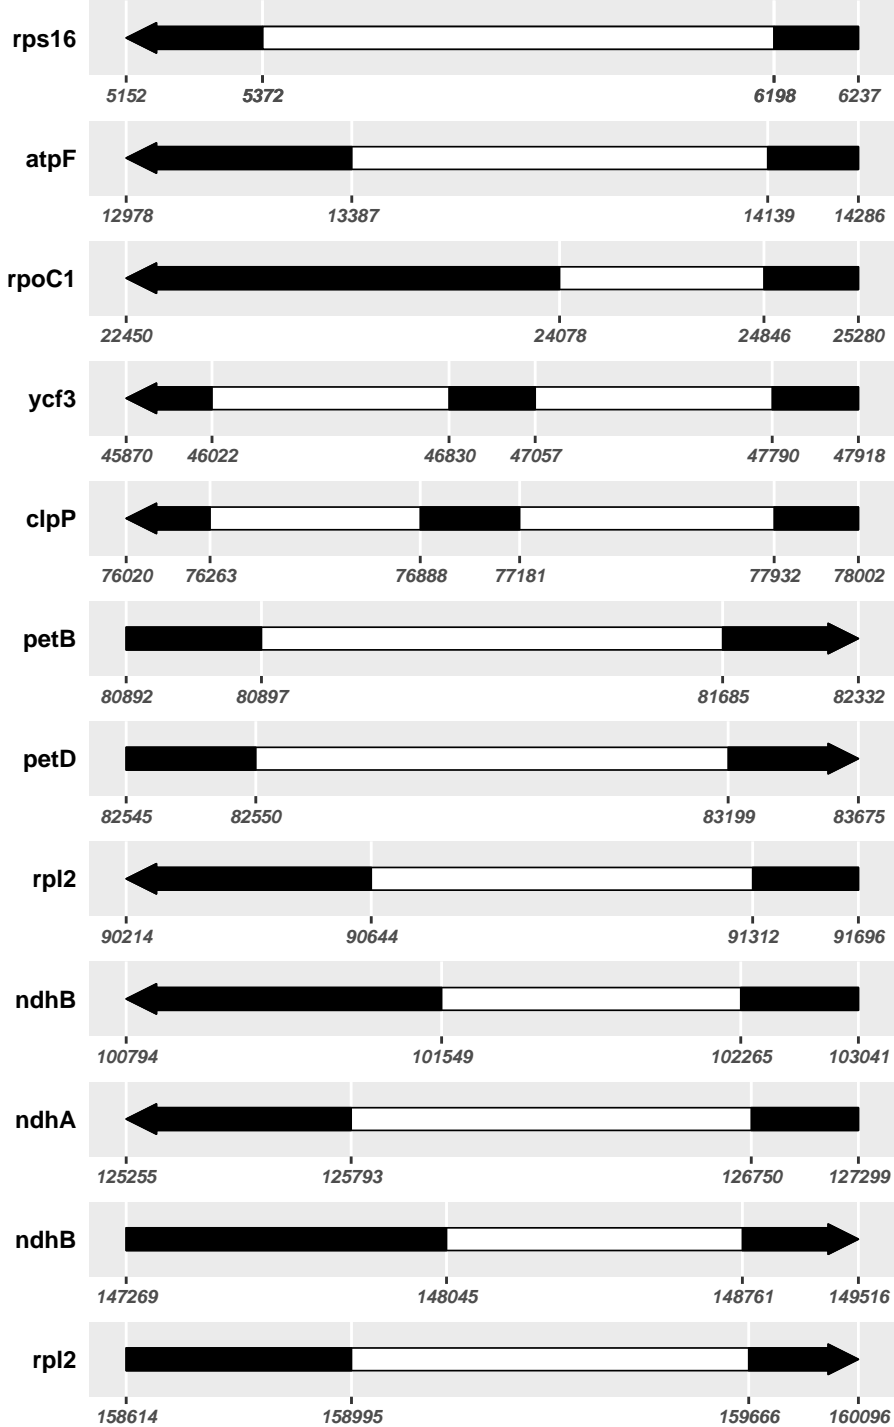 rps16
5152 5372 6198 6237
atpF
12978 13387 14139 14286
rpoC1
22450 24078 24846 25280
ycf3
45870 46022 46830 47057 47790 47918
clpP
76020 76263 76888 77181 77932 78002
petB
80892 80897 81685 82332
petD
82545 82550 83199 83675
rpl2
90214 90644 91312 91696
ndhB
100794 101549 102265 103041
ndhA
125255 125793 126750 127299
ndhB
147269 148045 148761 149516
rpl2
158614 158995 159666 160096